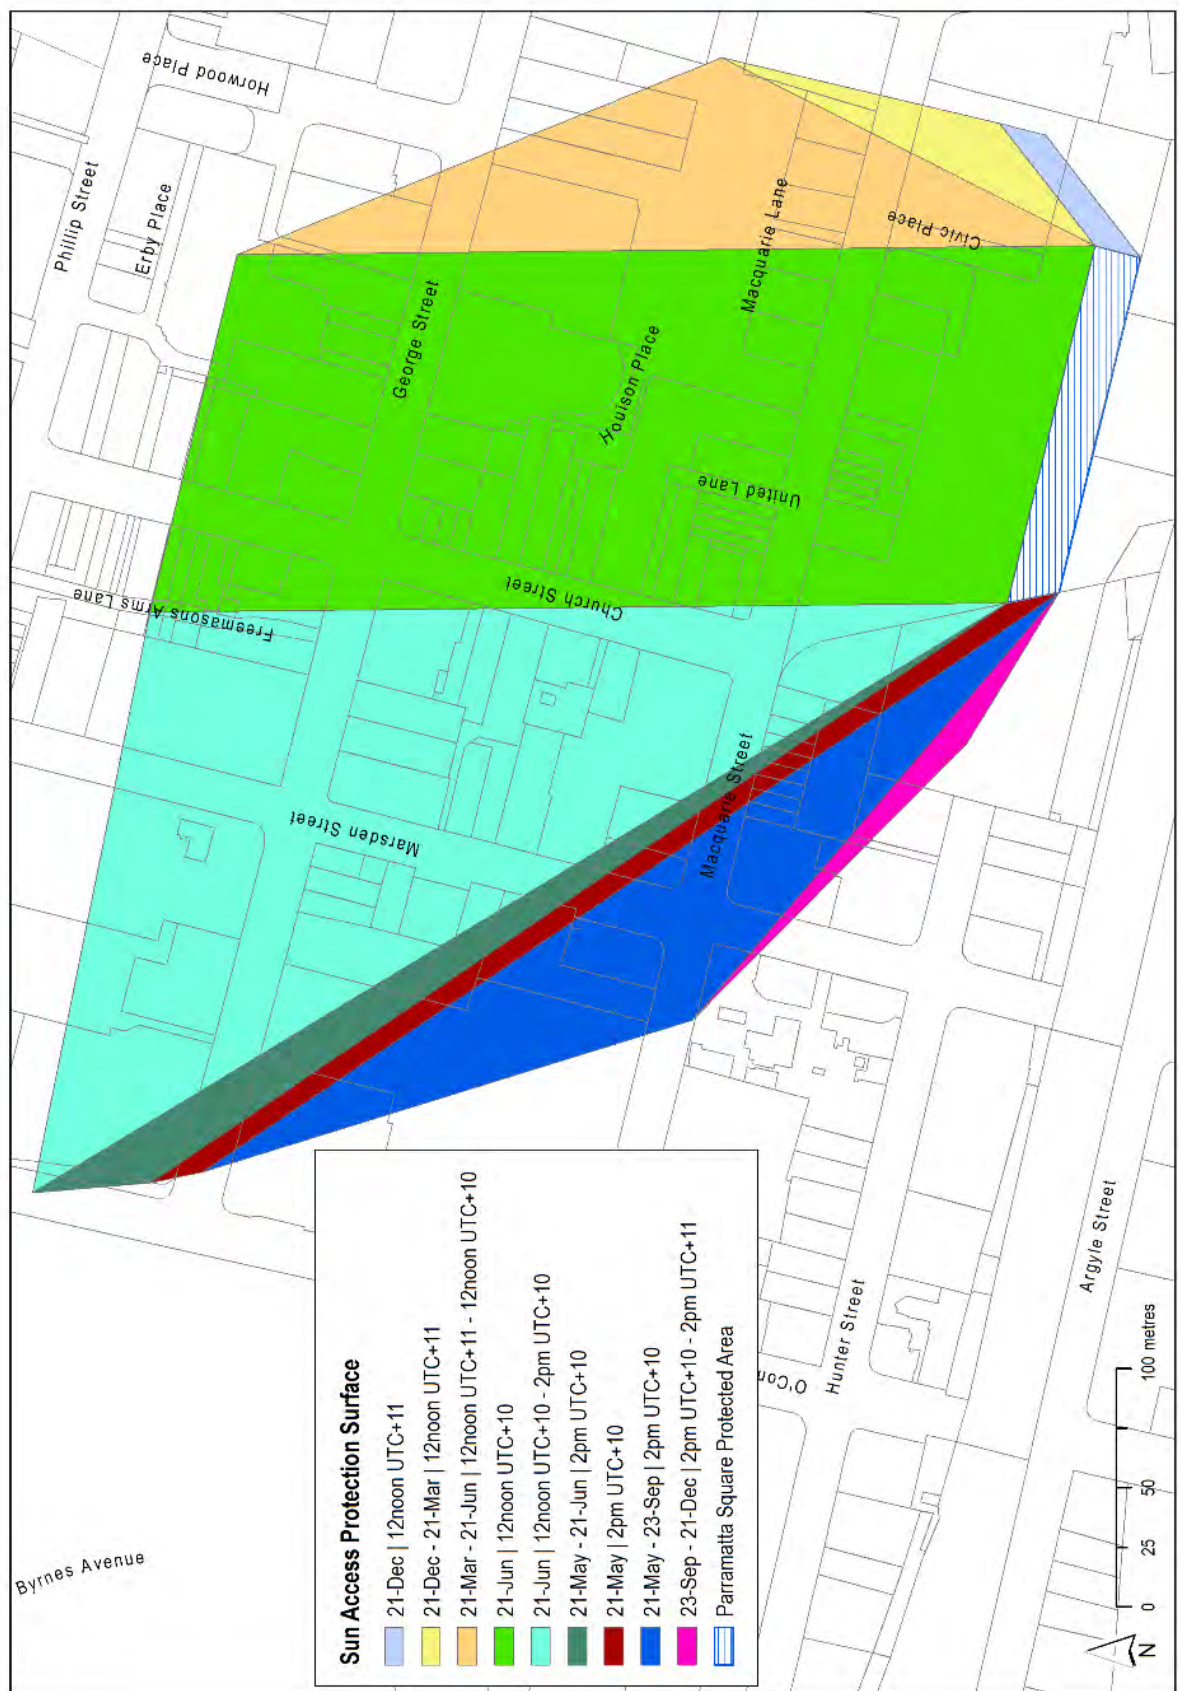 Phillip Street
Horwood Place
Erby Place
George Street
Macquarie Lane
Civic Place
Houison Place
United Lane
Church Street
Freemasons Arms Lane
Marsden Street
Macquarie Street
Argyle Street
Hunter Street
O'Con
Byrnes Avenue
Sun Access Protection Surface
21-Dec | 12noon UTC+11
21-Dec - 21-Mar | 12noon UTC+11
21-Mar - 21-Jun | 12noon UTC+11 - 12noon UTC+10
21-Jun | 12noon UTC+10
21-Jun | 12noon UTC+10 - 2pm UTC+10
21-May - 21-Jun | 2pm UTC+10
21-May | 2pm UTC+10
21-May - 23-Sep | 2pm UTC+10
23-Sep - 21-Dec | 2pm UTC+10 - 2pm UTC+11
Parramatta Square Protected Area
N
0 25 50 100 metres